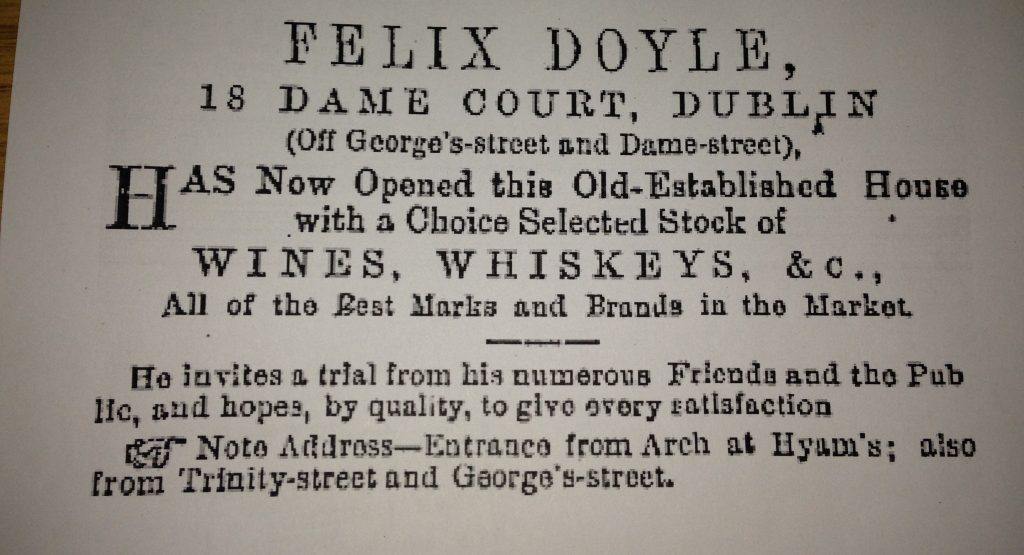 FELIX DOYLE,
18 DAME COURT, DUBLIN
(Off George's-street and Dame-street),
HAS Now Opened this Old-Established House
with a Choice Selected Stock of
WINES, WHISKEYS, &c.,
All of the Best Marks and Brands in the Market.
He invites a trial from his numerous Friends and the Pub
lic, and hopes, by quality, to give every satisfaction
☞ Note Address—Entrance from Arch at Hyam's; also
from Trinity-street and George's-street.